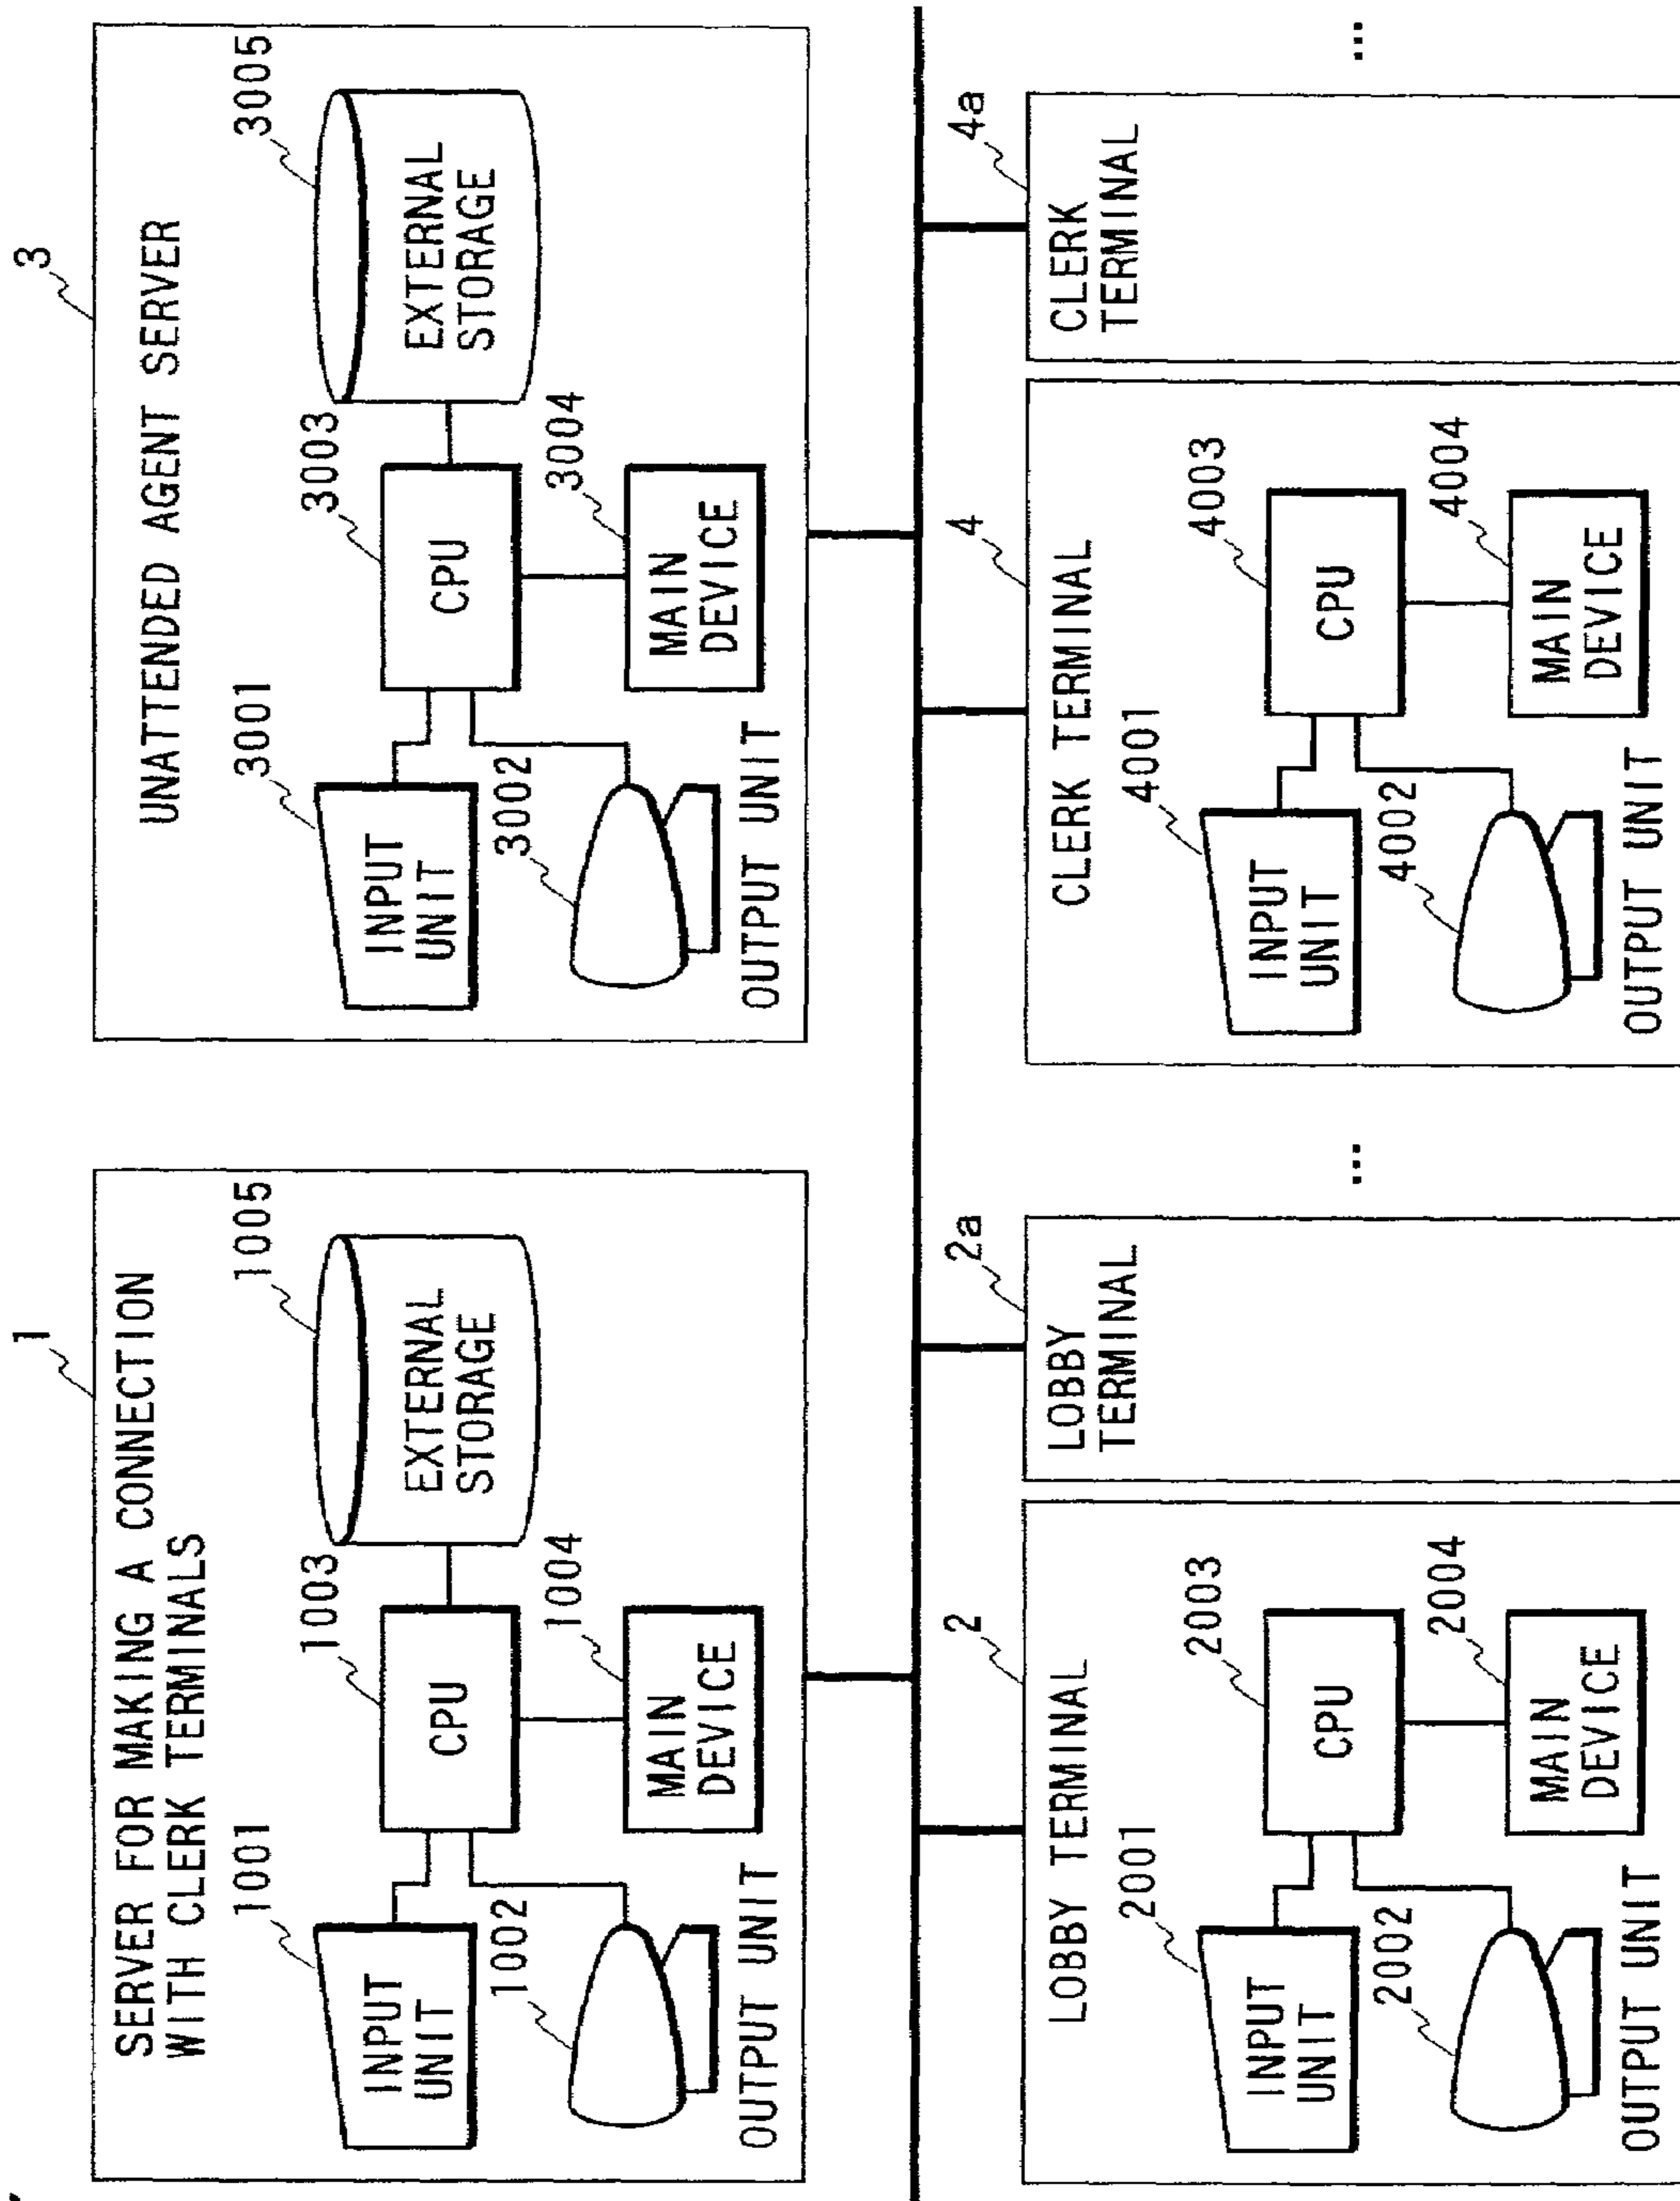 1
SERVER FOR MAKING A CONNECTION
WITH CLERK TERMINALS
1001
INPUT
UNIT
1002
OUTPUT UNIT
1003
CPU
1004
MAIN
DEVICE
1005
EXTERNAL
STORAGE
3
UNATTENDED AGENT SERVER
3001
INPUT
UNIT
3002
OUTPUT UNIT
3003
CPU
3004
MAIN
DEVICE
3005
EXTERNAL
STORAGE
2
LOBBY TERMINAL
2001
INPUT
UNIT
2002
OUTPUT UNIT
2003
CPU
2004
MAIN
DEVICE
2a
LOBBY
TERMINAL
...
4
CLERK TERMINAL
4001
INPUT
UNIT
4002
OUTPUT UNIT
4003
CPU
4004
MAIN
DEVICE
4a
CLERK
TERMINAL
...